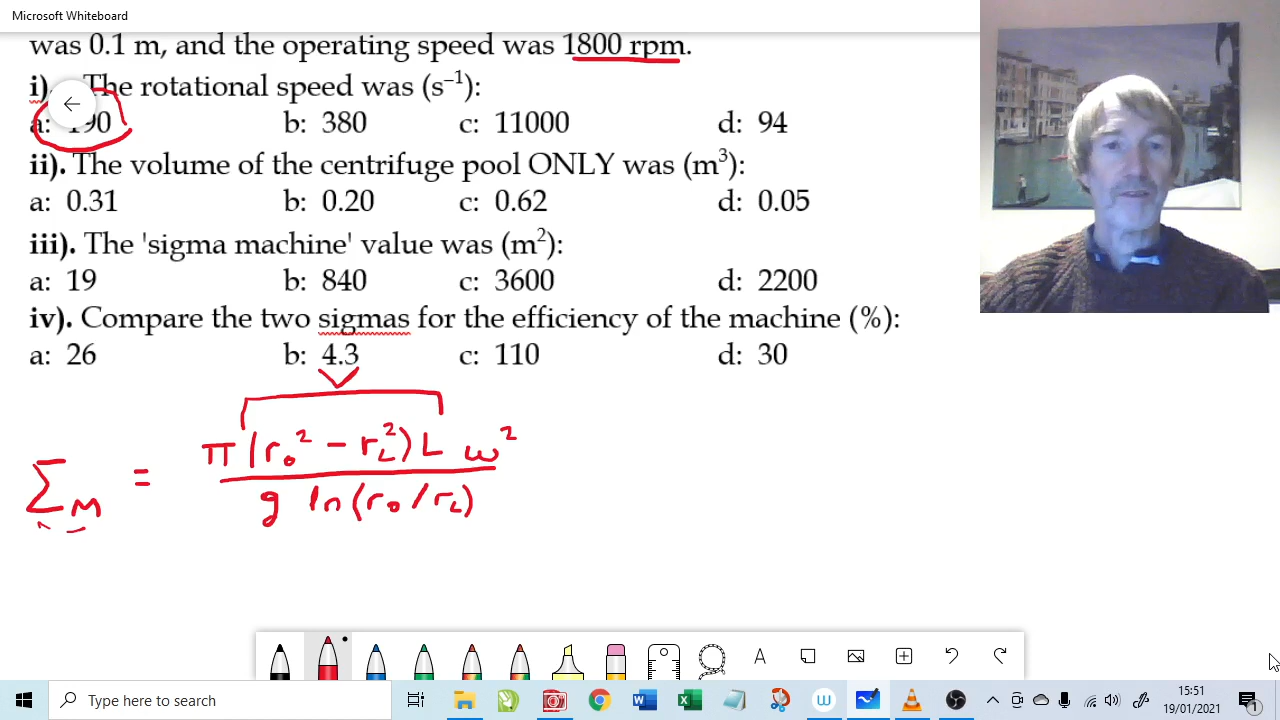 Microsoft Whiteboard
was 0.1 m, and the operating speed was 1800 rpm.
i). The rotational speed was (s⁻¹):
a: 190 b: 380 c: 11000 d: 94
ii). The volume of the centrifuge pool ONLY was (m³):
a: 0.31 b: 0.20 c: 0.62 d: 0.05
iii). The 'sigma machine' value was (m²):
a: 19 b: 840 c: 3600 d: 2200
iv). Compare the two sigmas for the efficiency of the machine (%):
a: 26 b: 4.3 c: 110 d: 30
π(r₀² − r_L²) L ω²
Σ_M =
g ln(r₀/r_L)
Type here to search
15:51
19/01/2021